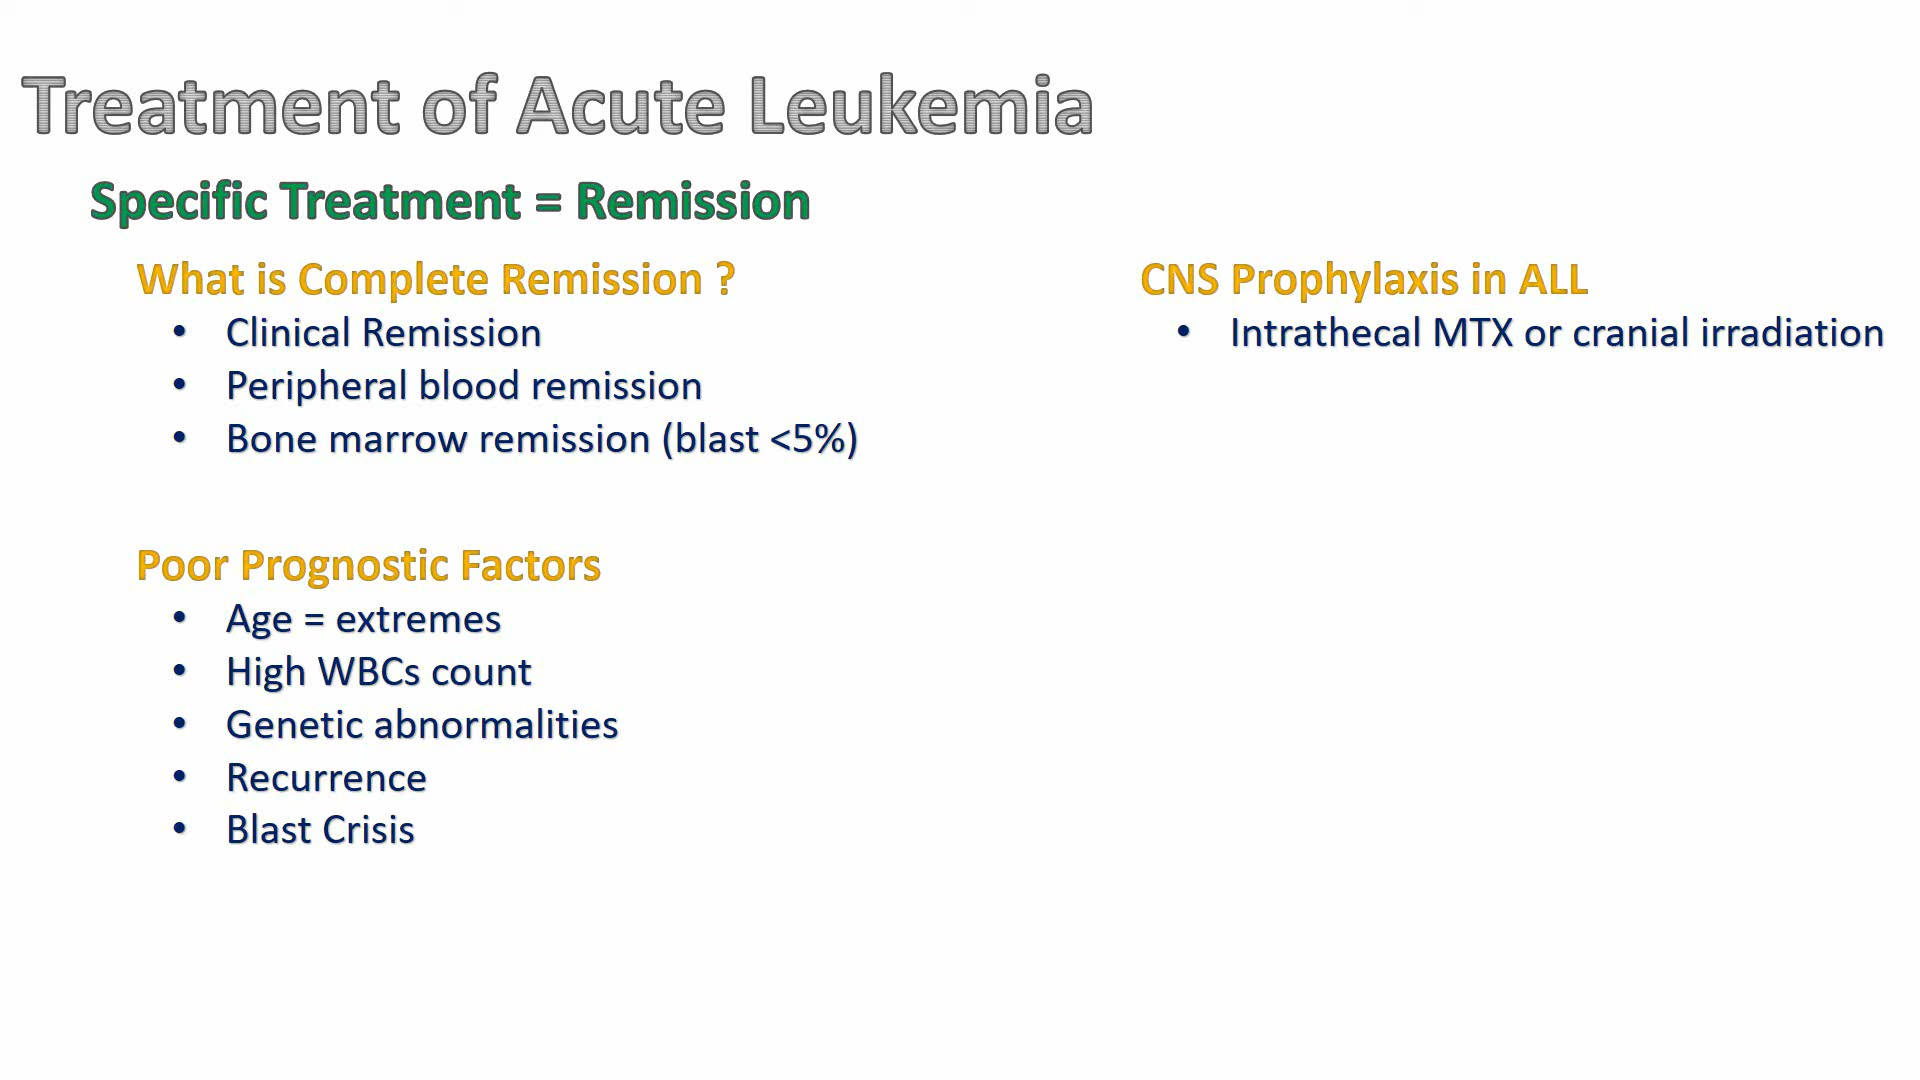 Treatment of Acute Leukemia
Specific Treatment = Remission
What is Complete Remission ?
• Clinical Remission
• Peripheral blood remission
• Bone marrow remission (blast <5%)
Poor Prognostic Factors
• Age = extremes
• High WBCs count
• Genetic abnormalities
• Recurrence
• Blast Crisis
CNS Prophylaxis in ALL
• Intrathecal MTX or cranial irradiation